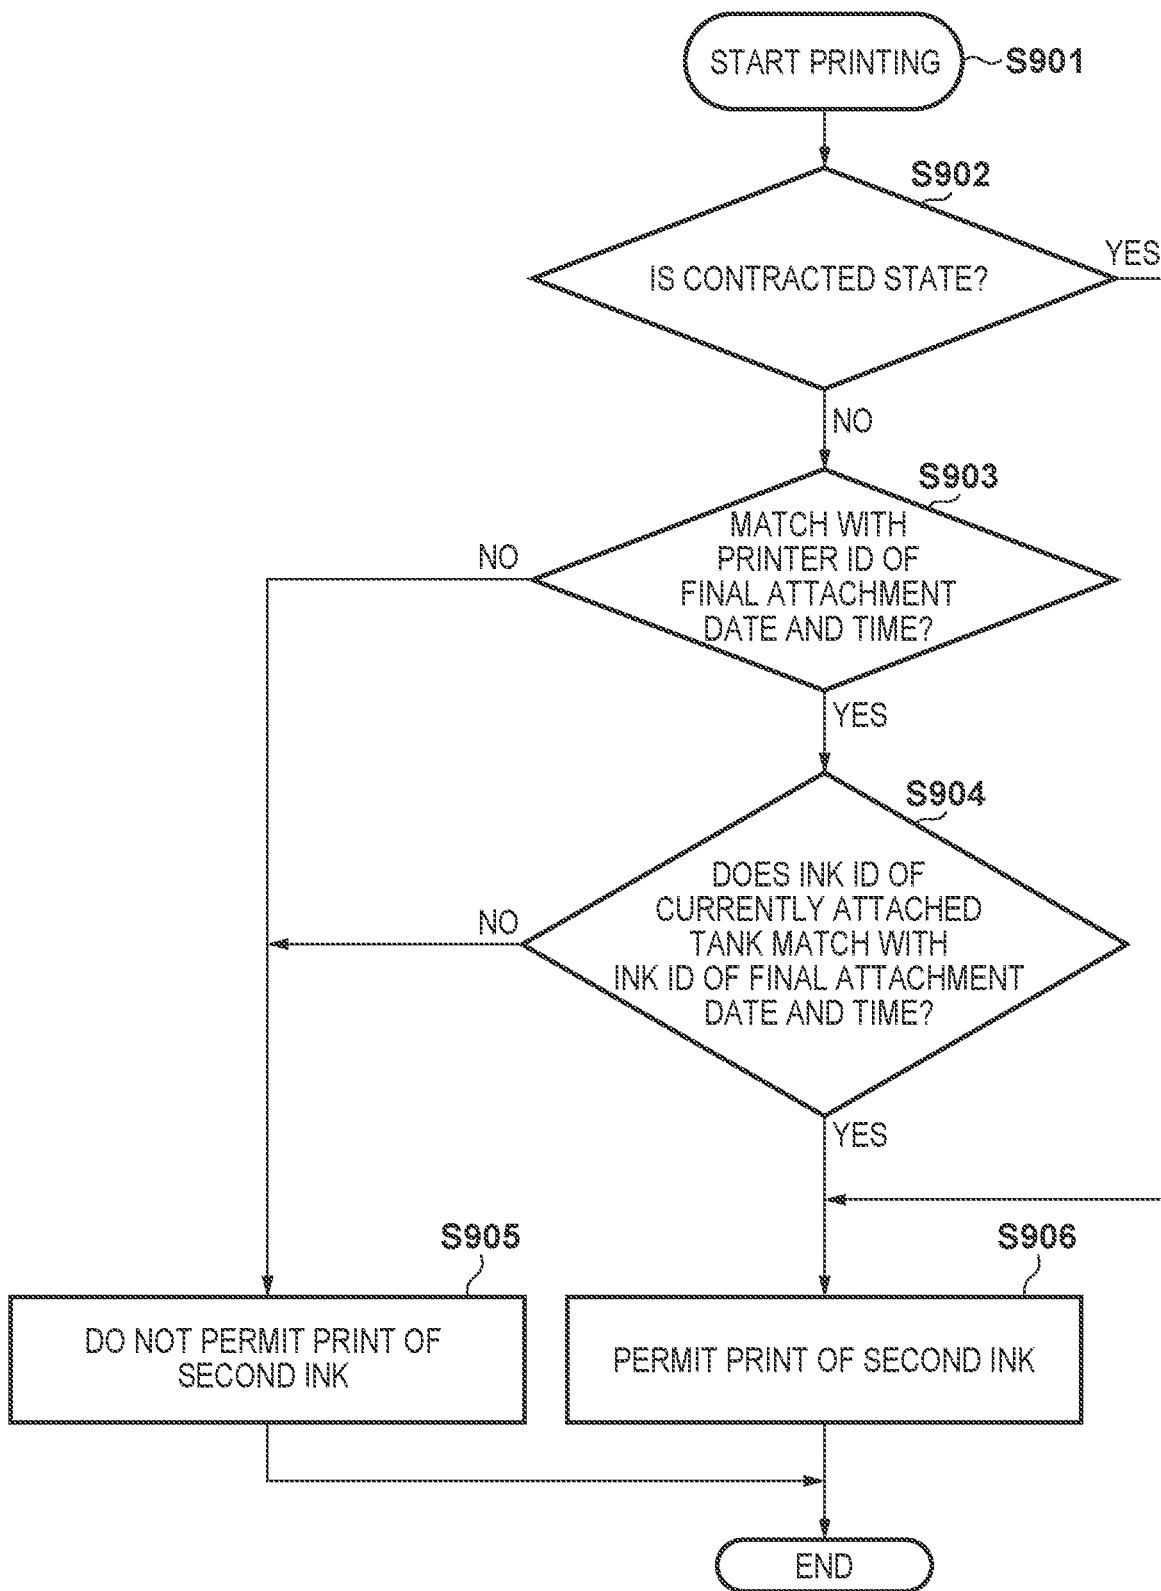 START PRINTING
S901
S902
IS CONTRACTED STATE?
YES
NO
S903
MATCH WITH
PRINTER ID OF
FINAL ATTACHMENT
DATE AND TIME?
NO
YES
S904
DOES INK ID OF
CURRENTLY ATTACHED
TANK MATCH WITH
INK ID OF FINAL ATTACHMENT
DATE AND TIME?
NO
YES
S905
DO NOT PERMIT PRINT OF
SECOND INK
S906
PERMIT PRINT OF SECOND INK
END